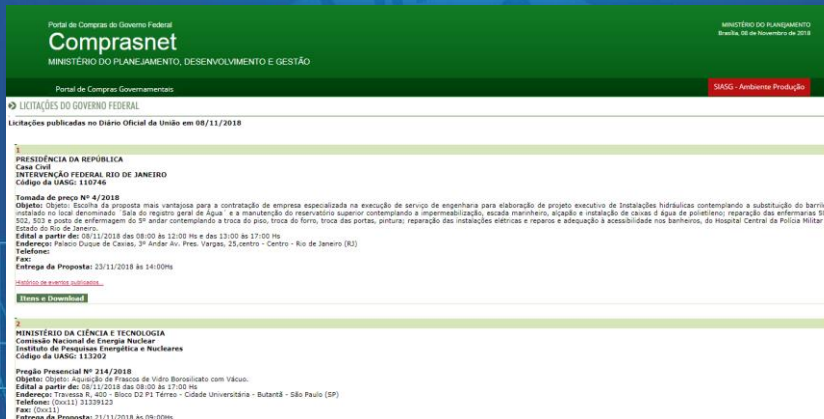 Portal de Compras do Governo Federal
Comprasnet
MINISTÉRIO DO PLANEJAMENTO, DESENVOLVIMENTO E GESTÃO
MINISTÉRIO DO PLANEJAMENTO
Brasília, 08 de Novembro de 2018
Portal de Compras Governamentais
SIASG - Ambiente Produção
LICITAÇÕES DO GOVERNO FEDERAL
Licitações publicadas no Diário Oficial da União em 08/11/2018
1
PRESIDÊNCIA DA REPÚBLICA
Casa Civil
INTERVENÇÃO FEDERAL RIO DE JANEIRO
Código da UASG: 110746
Tomada de preço Nº 4/2018
Objeto: Objeto: Escolha da proposta mais vantajosa para a contratação de empresa especializada na execução de serviço de engenharia para elaboração de projeto executivo de Instalações hidráulicas contemplando a substituição do barril
instalado no local denominado ¨Sala do registro geral de Água¨ e a manutenção do reservatório superior contemplando a impermeabilização, escada marinheiro, alçapão e instalação de caixas d água de polietileno; reparação das enfermarias
502, 503 e posto de enfermagem do 5º andar contemplando a troca do piso, troca do forro, troca das portas, pintura; reparação das instalações elétricas e reparos e adequação à acessibilidade nos banheiros, do Hospital Central da Polícia Militar
Estado do Rio de Janeiro.
Edital a partir de: 08/11/2018 das 08:00 às 12:00 Hs e das 13:00 às 17:00 Hs
Endereço: Palacio Duque de Caxias, 3º Andar Av. Pres. Vargas, 25,centro - Centro - Rio de Janeiro (RJ)
Telefone:
Fax:
Entrega da Proposta: 23/11/2018 às 14:00Hs
Histórico de eventos publicados...
Itens e Download
2
MINISTÉRIO DA CIÊNCIA E TECNOLOGIA
Comissão Nacional de Energia Nuclear
Instituto de Pesquisas Energética e Nucleares
Código da UASG: 113202
Pregão Presencial Nº 214/2018
Objeto: Objeto: Aquisição de Frascos de Vidro Borosilicato com Vácuo.
Edital a partir de: 08/11/2018 das 08:00 às 17:00 Hs
Endereço: Travessa R, 400 - Bloco D2 P1 Térreo - Cidade Universitária - Butantã - São Paulo (SP)
Telefone: (0xx11) 31339123
Fax: (0xx11)
Entrega da Proposta: 21/11/2018 às 09:00Hs